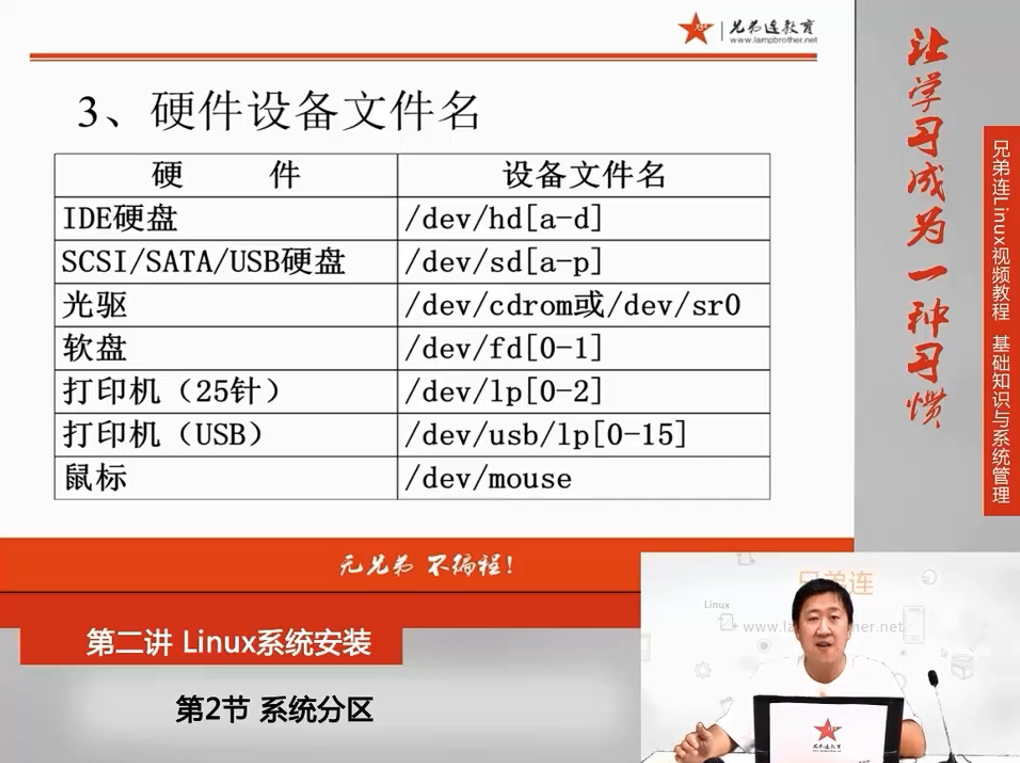 兄弟连教育
www.lampbrother.net
3、硬件设备文件名
硬 件 设备文件名
IDE硬盘 /dev/hd[a-d]
SCSI/SATA/USB硬盘 /dev/sd[a-p]
光驱 /dev/cdrom或/dev/sr0
软盘 /dev/fd[0-1]
打印机（25针） /dev/lp[0-2]
打印机（USB） /dev/usb/lp[0-15]
鼠标 /dev/mouse
无兄弟 不编程！
第二讲 Linux系统安装
第2节 系统分区
让学习成为一种习惯
兄弟连Linux视频教程 基础知识与系统管理
兄弟连
Linux
兄弟连教育